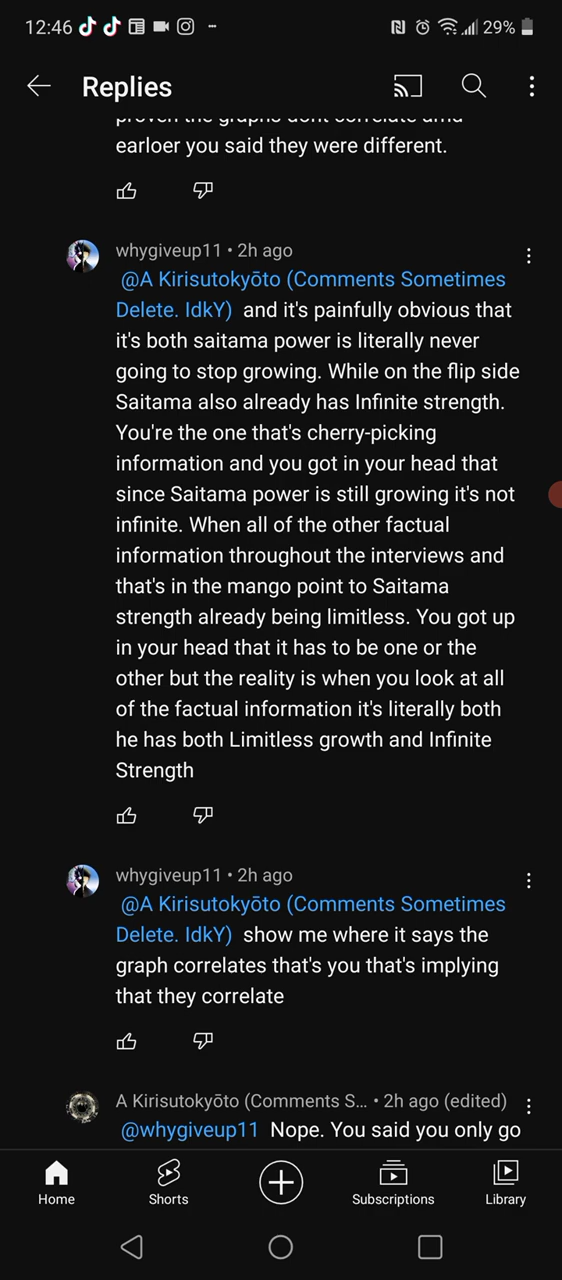 12:46
29%
Replies
proven the graphs dont correlate amd
earloer you said they were different.
whygiveup11 • 2h ago
@A Kirisutokyōto (Comments Sometimes
Delete. IdkY) and it's painfully obvious that
it's both saitama power is literally never
going to stop growing. While on the flip side
Saitama also already has Infinite strength.
You're the one that's cherry-picking
information and you got in your head that
since Saitama power is still growing it's not
infinite. When all of the other factual
information throughout the interviews and
that's in the mango point to Saitama
strength already being limitless. You got up
in your head that it has to be one or the
other but the reality is when you look at all
of the factual information it's literally both
he has both Limitless growth and Infinite
Strength
whygiveup11 • 2h ago
@A Kirisutokyōto (Comments Sometimes
Delete. IdkY) show me where it says the
graph correlates that's you that's implying
that they correlate
A Kirisutokyōto (Comments S... • 2h ago (edited)
@whygiveup11 Nope. You said you only go
Home
Shorts
Subscriptions
Library